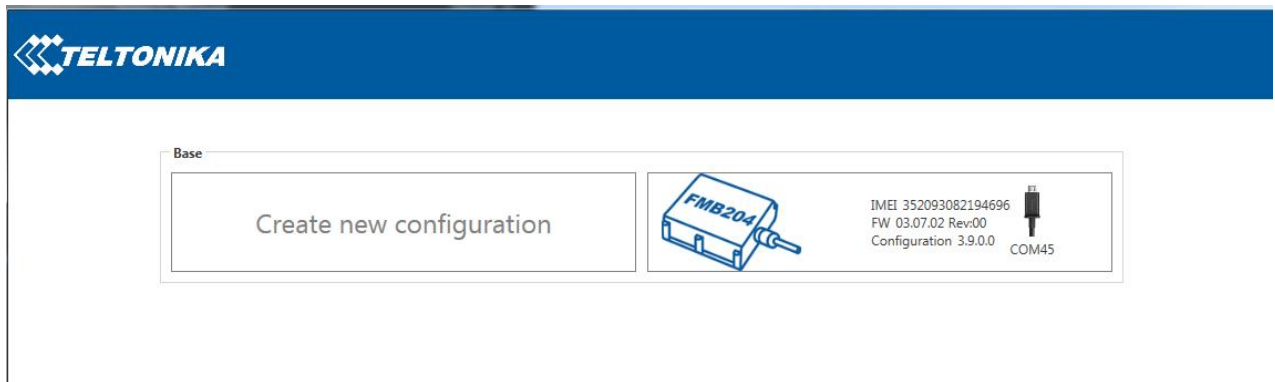 TELTONIKA
Base
Create new configuration
FMB204
IMEI 352093082194696
FW 03.07.02 Rev:00
Configuration 3.9.0.0
COM45